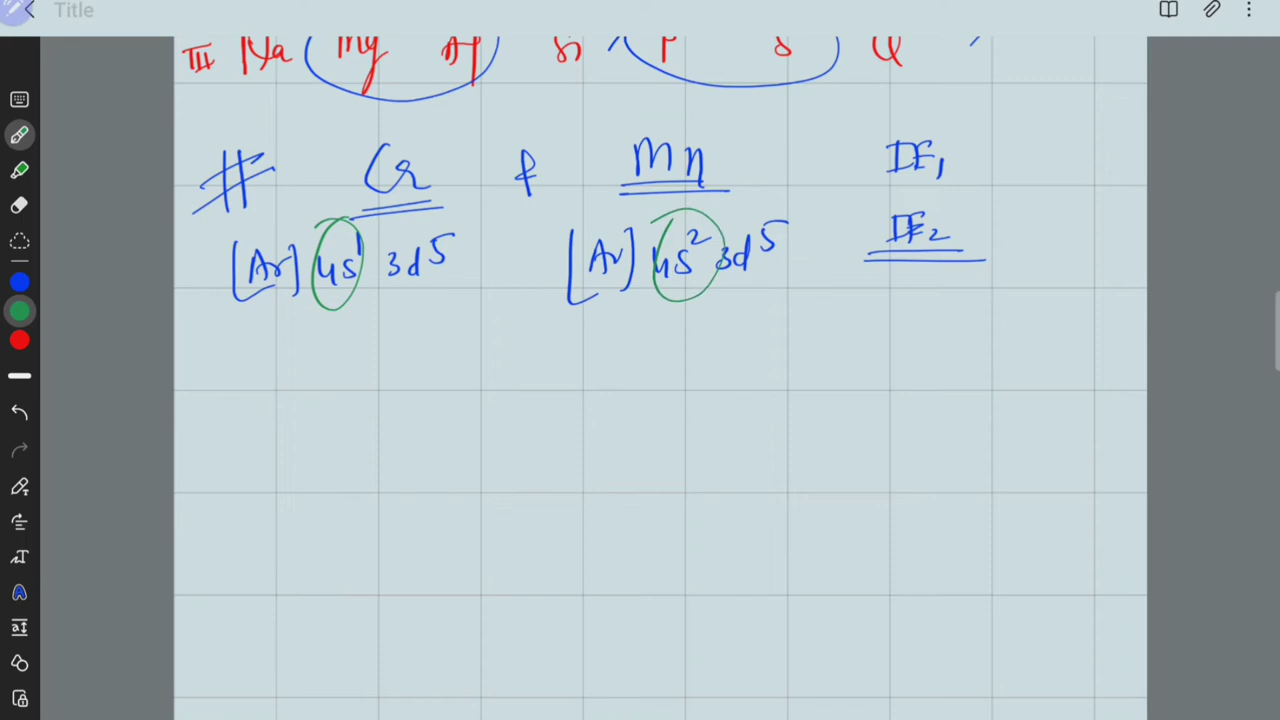 Title
III Na Mg Al Si P S Cl
# Cr & Mn IE₁
[Ar] 4s¹ 3d⁵ [Ar] 4s² 3d⁵ IE₂